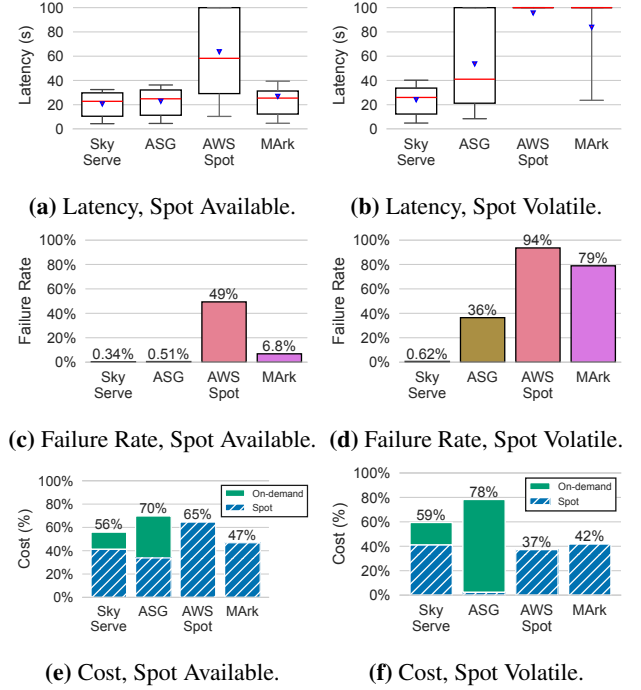 Latency (s)
100
80
60
40
20
0
Sky
Serve
ASG
AWS
Spot
MArk
(a) Latency, Spot Available.
Latency (s)
100
80
60
40
20
0
Sky
Serve
ASG
AWS
Spot
MArk
(b) Latency, Spot Volatile.
Failure Rate
100%
80%
60%
40%
20%
0%
0.34%
0.51%
49%
6.8%
Sky
Serve
ASG
AWS
Spot
MArk
(c) Failure Rate, Spot Available.
Failure Rate
100%
80%
60%
40%
20%
0%
0.62%
36%
94%
79%
Sky
Serve
ASG
AWS
Spot
MArk
(d) Failure Rate, Spot Volatile.
Cost (%)
100%
80%
60%
40%
20%
0%
56%
70%
65%
47%
On-demand
Spot
Sky
Serve
ASG
AWS
Spot
MArk
(e) Cost, Spot Available.
Cost (%)
100%
80%
60%
40%
20%
0%
59%
78%
37%
42%
On-demand
Spot
Sky
Serve
ASG
AWS
Spot
MArk
(f) Cost, Spot Volatile.